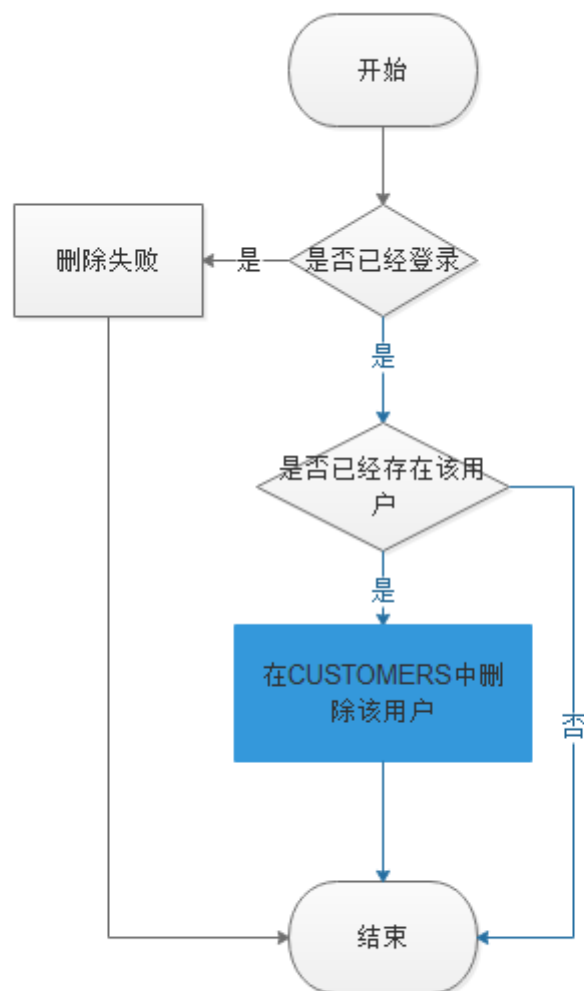 开始
删除失败
是
是否已经登录
是
是否已经存在该用
户
是
在CUSTOMERS中删
除该用户
否
结束